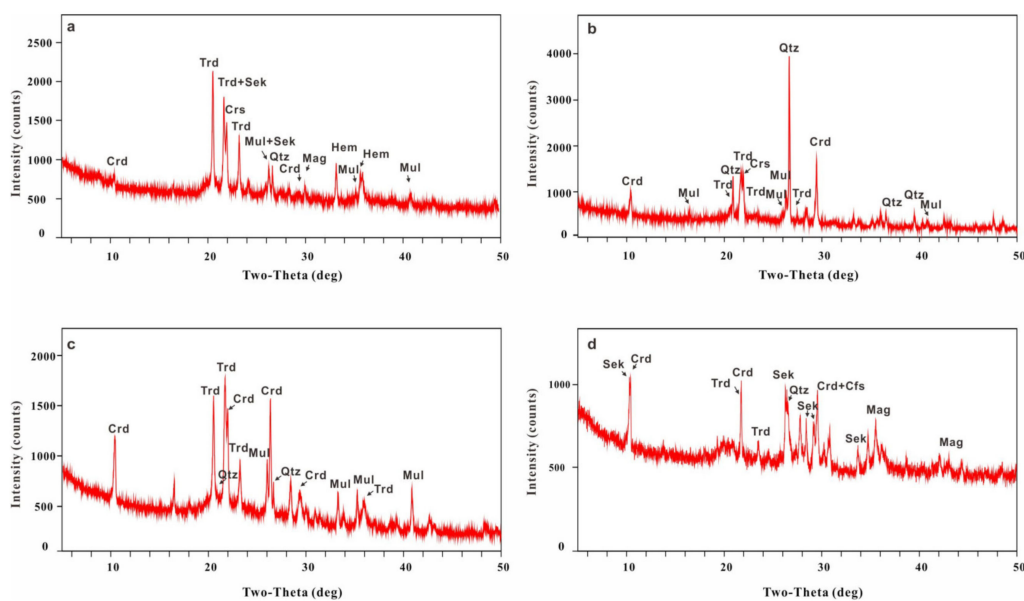 a
Intensity (counts)
2500
2000
1500
1000
500
0
Crd
Trd
Trd+Sek
Crs
Trd
Mul+Sek
Qtz
Crd
Mag
Hem
Mul
Hem
Mul
10
20
30
40
50
Two-Theta (deg)
b
Intensity (counts)
4000
3000
2000
1000
0
Crd
Mul
Trd
Qtz
Trd
Crs
Trd
Mul
Mul
Qtz
Trd
Crd
Qtz
Qtz
Mul
10
20
30
40
50
Two-Theta (deg)
c
Intensity (counts)
2000
1500
1000
500
0
Crd
Trd
Qtz
Trd
Crd
Trd
Mul
Crd
Qtz
Crd
Mul
Mul
Trd
Mul
10
20
30
40
50
Two-Theta (deg)
d
Intensity (counts)
1000
500
0
Sek
Crd
Trd
Crd
Trd
Sek
Qtz
Sek
Crd+Cfs
Sek
Mag
Mag
10
20
30
40
50
Two-Theta (deg)